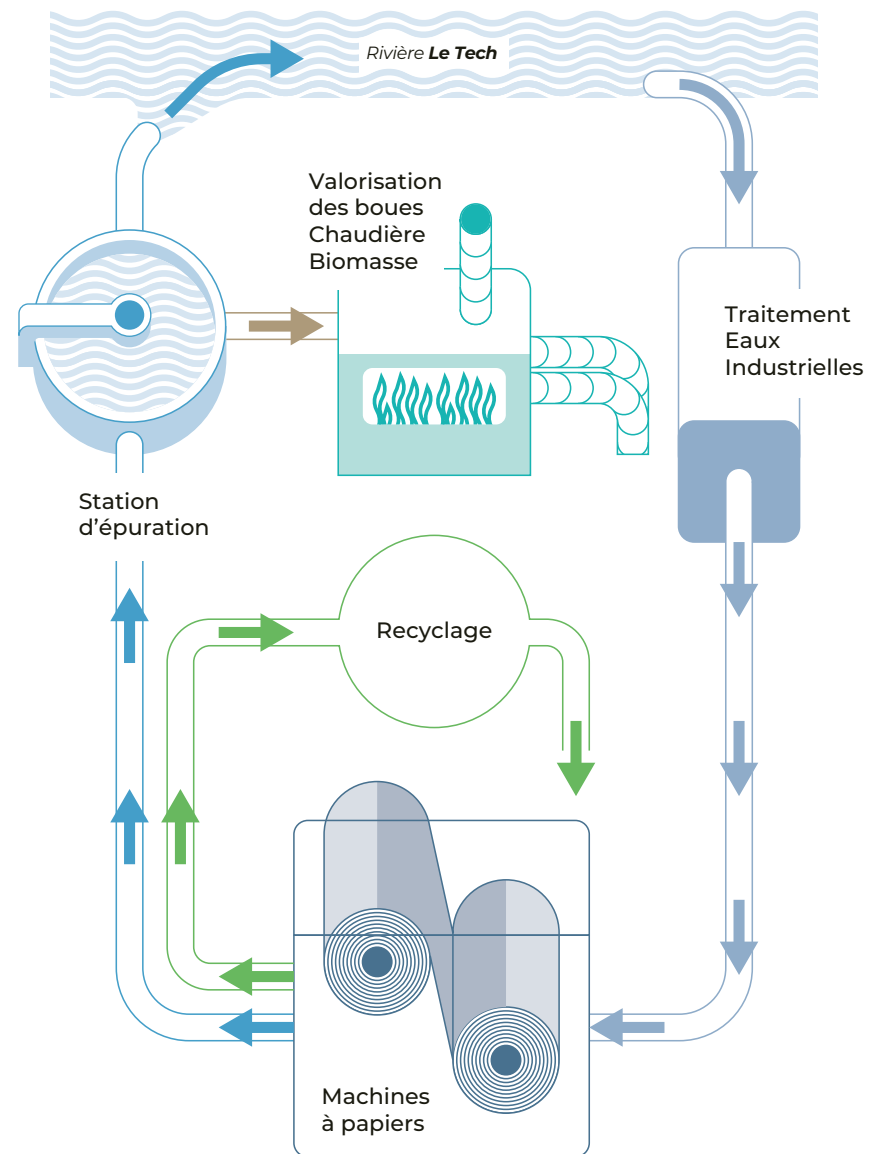 Rivière Le Tech
Valorisation
des boues
Chaudière
Biomasse
Traitement
Eaux
Industrielles
Station
d’épuration
Recyclage
Machines
à papiers